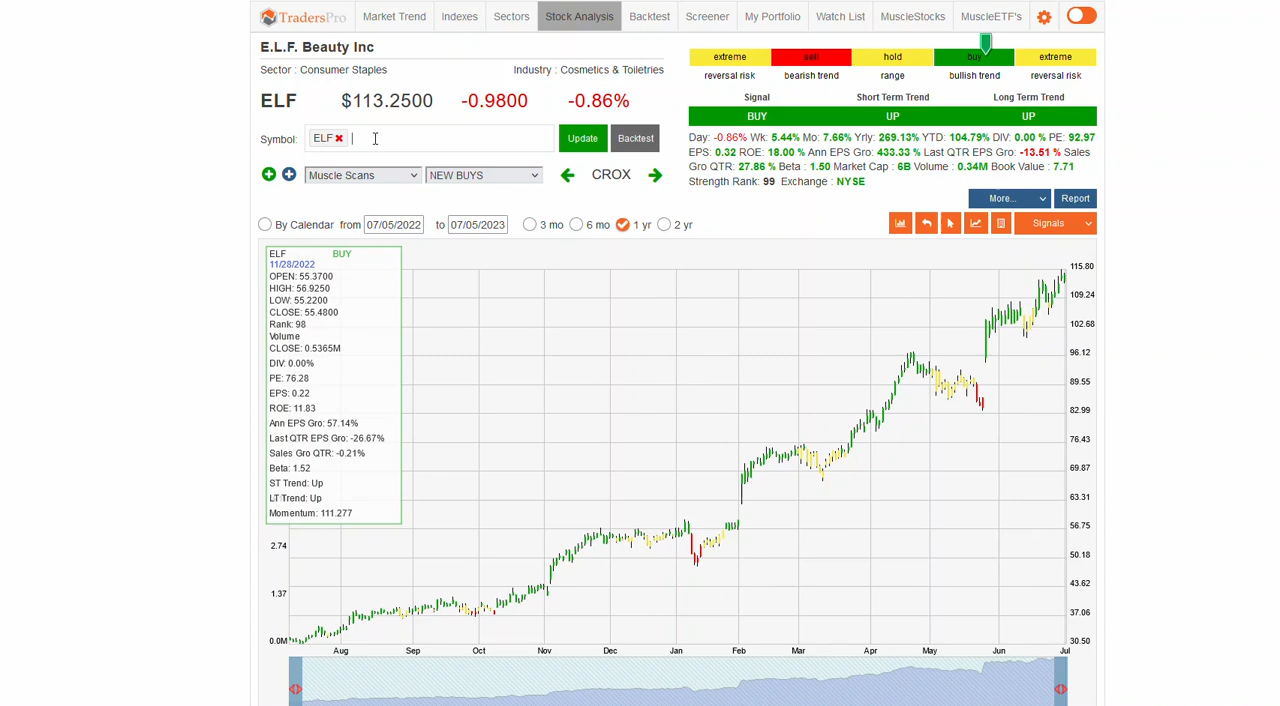 TradersPro Market Trend Indexes Sectors Stock Analysis Backtest Screener My Portfolio Watch List MuscleStocks MuscleETF's
E.L.F. Beauty Inc
Sector : Consumer Staples Industry : Cosmetics & Toiletries
ELF $113.2500 -0.9800 -0.86%
Symbol: ELF Update Backtest
Muscle Scans NEW BUYS CROX
extreme sell hold buy extreme
reversal risk bearish trend range bullish trend reversal risk
Signal Short Term Trend Long Term Trend
BUY UP UP
Day: -0.86% Wk: 5.44% Mo: 7.66% Yrly: 269.13% YTD: 104.79% DIV: 0.00 % PE: 92.97
EPS: 0.32 ROE: 18.00 % Ann EPS Gro: 433.33 % Last QTR EPS Gro: -13.51 % Sales
Gro QTR: 27.86 % Beta : 1.50 Market Cap : 6B Volume : 0.34M Book Value : 7.71
Strength Rank: 99 Exchange : NYSE
More... Report
By Calendar from 07/05/2022 to 07/05/2023 3 mo 6 mo 1 yr 2 yr Signals
ELF BUY
11/28/2022
OPEN: 55.3700
HIGH: 56.9250
LOW: 55.2200
CLOSE: 55.4800
Rank: 98
Volume
CLOSE: 0.5365M
DIV: 0.00%
PE: 76.28
EPS: 0.22
ROE: 11.83
Ann EPS Gro: 57.14%
Last QTR EPS Gro: -26.67%
Sales Gro QTR: -0.21%
Beta: 1.52
ST Trend: Up
LT Trend: Up
Momentum: 111.277
2.74
1.37
0.0M
115.80
109.24
102.68
96.12
89.55
82.99
76.43
69.87
63.31
56.75
50.18
43.62
37.06
30.50
Aug Sep Oct Nov Dec Jan Feb Mar Apr May Jun Jul